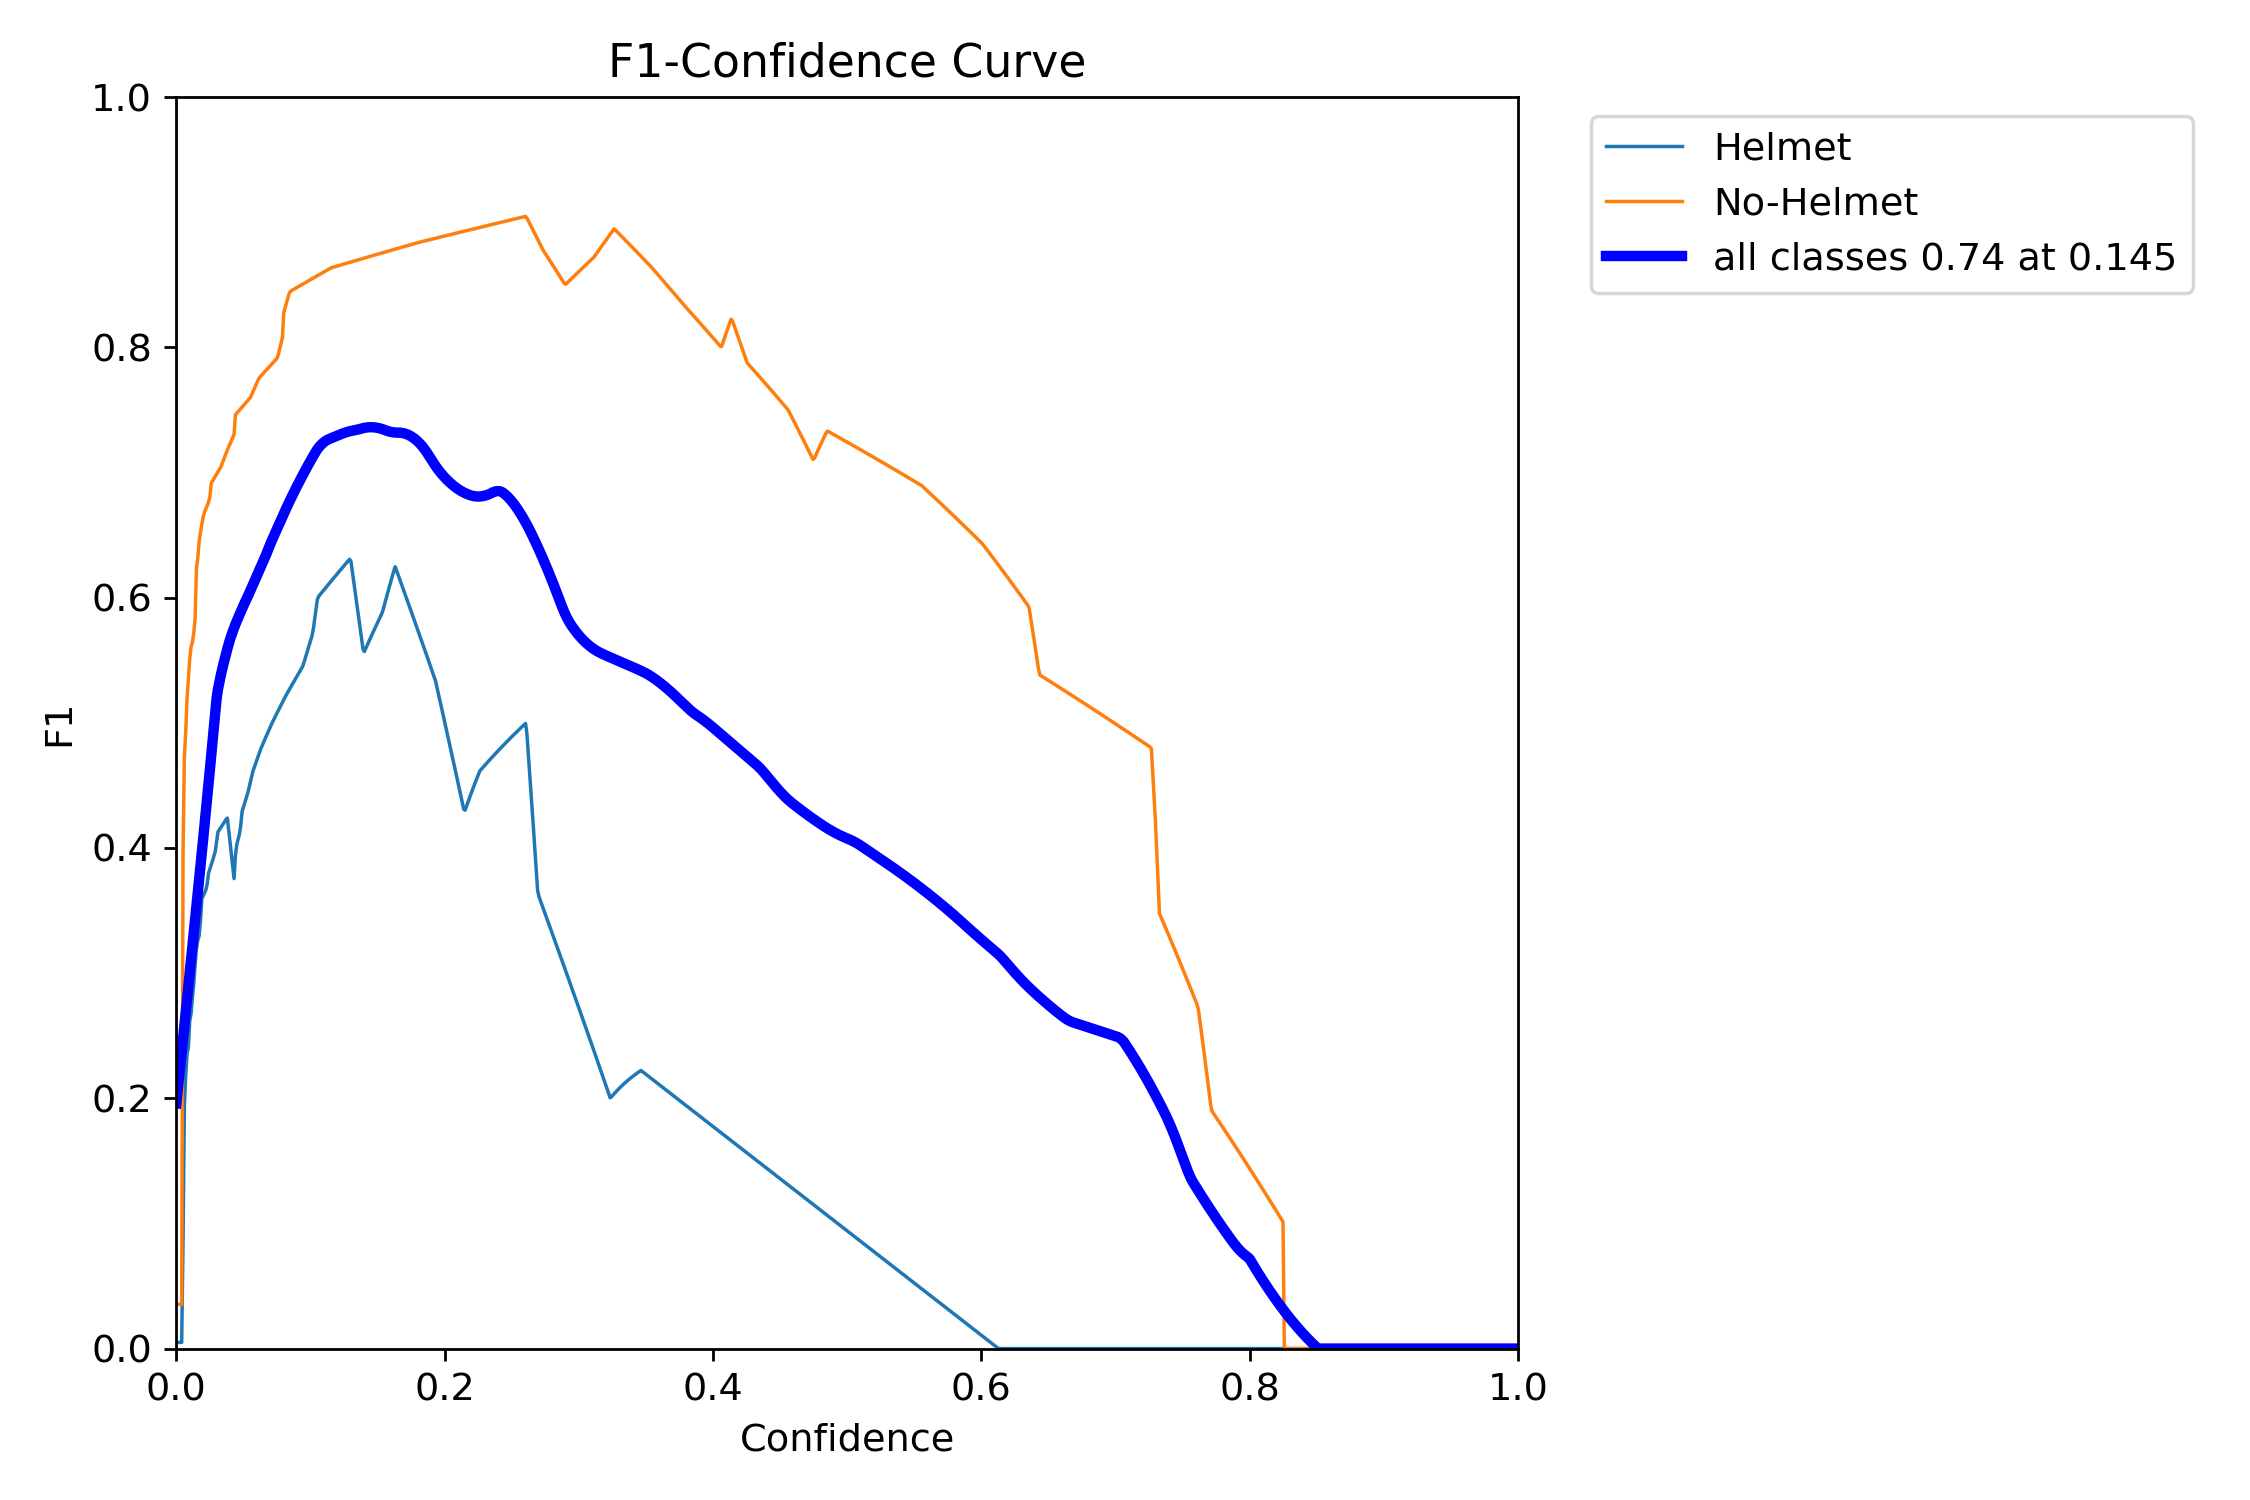 F1-Confidence Curve
1.0
0.8
0.6
0.4
0.2
0.0
F1
0.0 0.2 0.4 0.6 0.8 1.0
Confidence
Helmet
No-Helmet
all classes 0.74 at 0.145